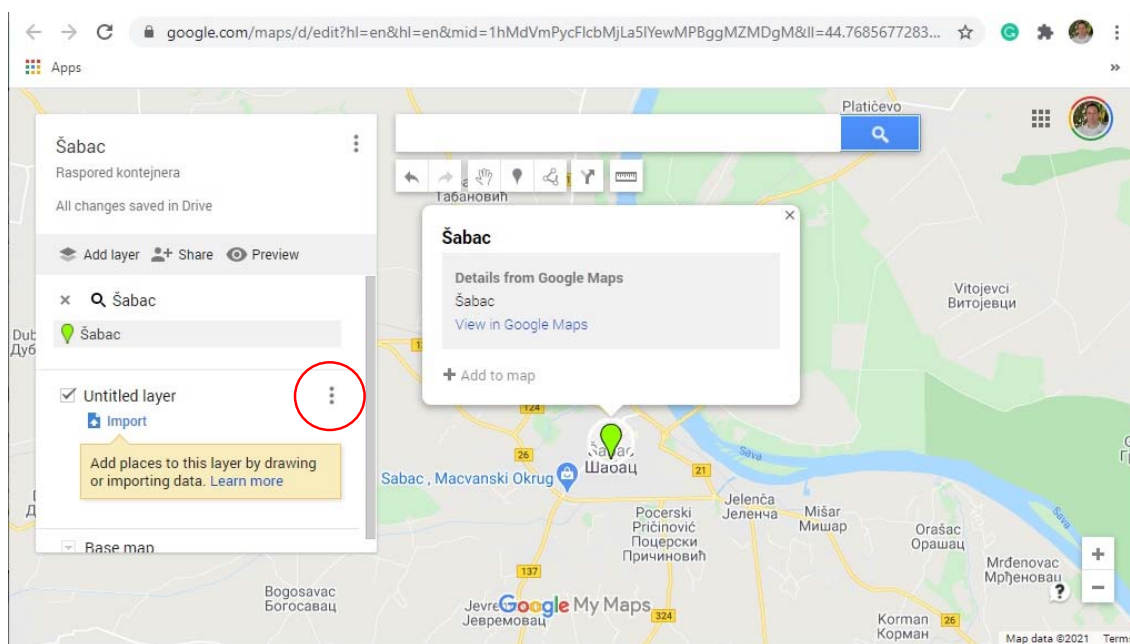 google.com/maps/d/edit?hl=en&hl=en&mid=1hMdVmPycFlcbMjLa5lYewMPBggMZMDgM&ll=44.7685677283...
Apps
»
Platičevo
Šabac
Raspored kontejnera
All changes saved in Drive
Табановић
Add layer Share Preview
Šabac
Details from Google Maps
Šabac
View in Google Maps
Add to map
Šabac
Šabac
Vitojevci
Витојевци
Dub
Дуб
Untitled layer
Import
Add places to this layer by drawing
or importing data. Learn more
Base map
124
26
Шабац
Sabac , Macvanski Okrug
21
Sava
Jelenča
Јеленча
Mišar
Мишар
Pocerski
Pričinović
Поцерски
Причиновић
Orašac
Орашац
Sava
137
Mrđenovac
Bogosavac
Богосавац
Google My Maps
Јевремовац
324
Korman
Корман
26
Map data ©2021 Term